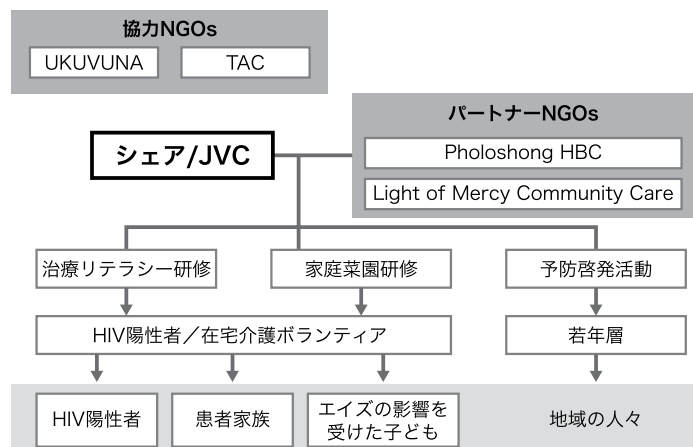 協力NGOs
UKUVUNA
TAC
パートナーNGOs
Pholoshong HBC
Light of Mercy Community Care
シェア/JVC
治療リテラシー研修
家庭菜園研修
予防啓発活動
HIV陽性者／在宅介護ボランティア
若年層
HIV陽性者
患者家族
エイズの影響を
受けた子ども
地域の人々